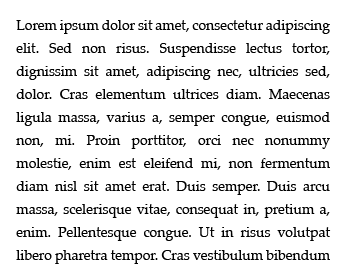 Lorem ipsum dolor sit amet, consectetur adipiscing
elit. Sed non risus. Suspendisse lectus tortor,
dignissim sit amet, adipiscing nec, ultricies sed,
dolor. Cras elementum ultrices diam. Maecenas
ligula massa, varius a, semper congue, euismod
non, mi. Proin porttitor, orci nec nonummy
molestie, enim est eleifend mi, non fermentum
diam nisl sit amet erat. Duis semper. Duis arcu
massa, scelerisque vitae, consequat in, pretium a,
enim. Pellentesque congue. Ut in risus volutpat
libero pharetra tempor. Cras vestibulum bibendum